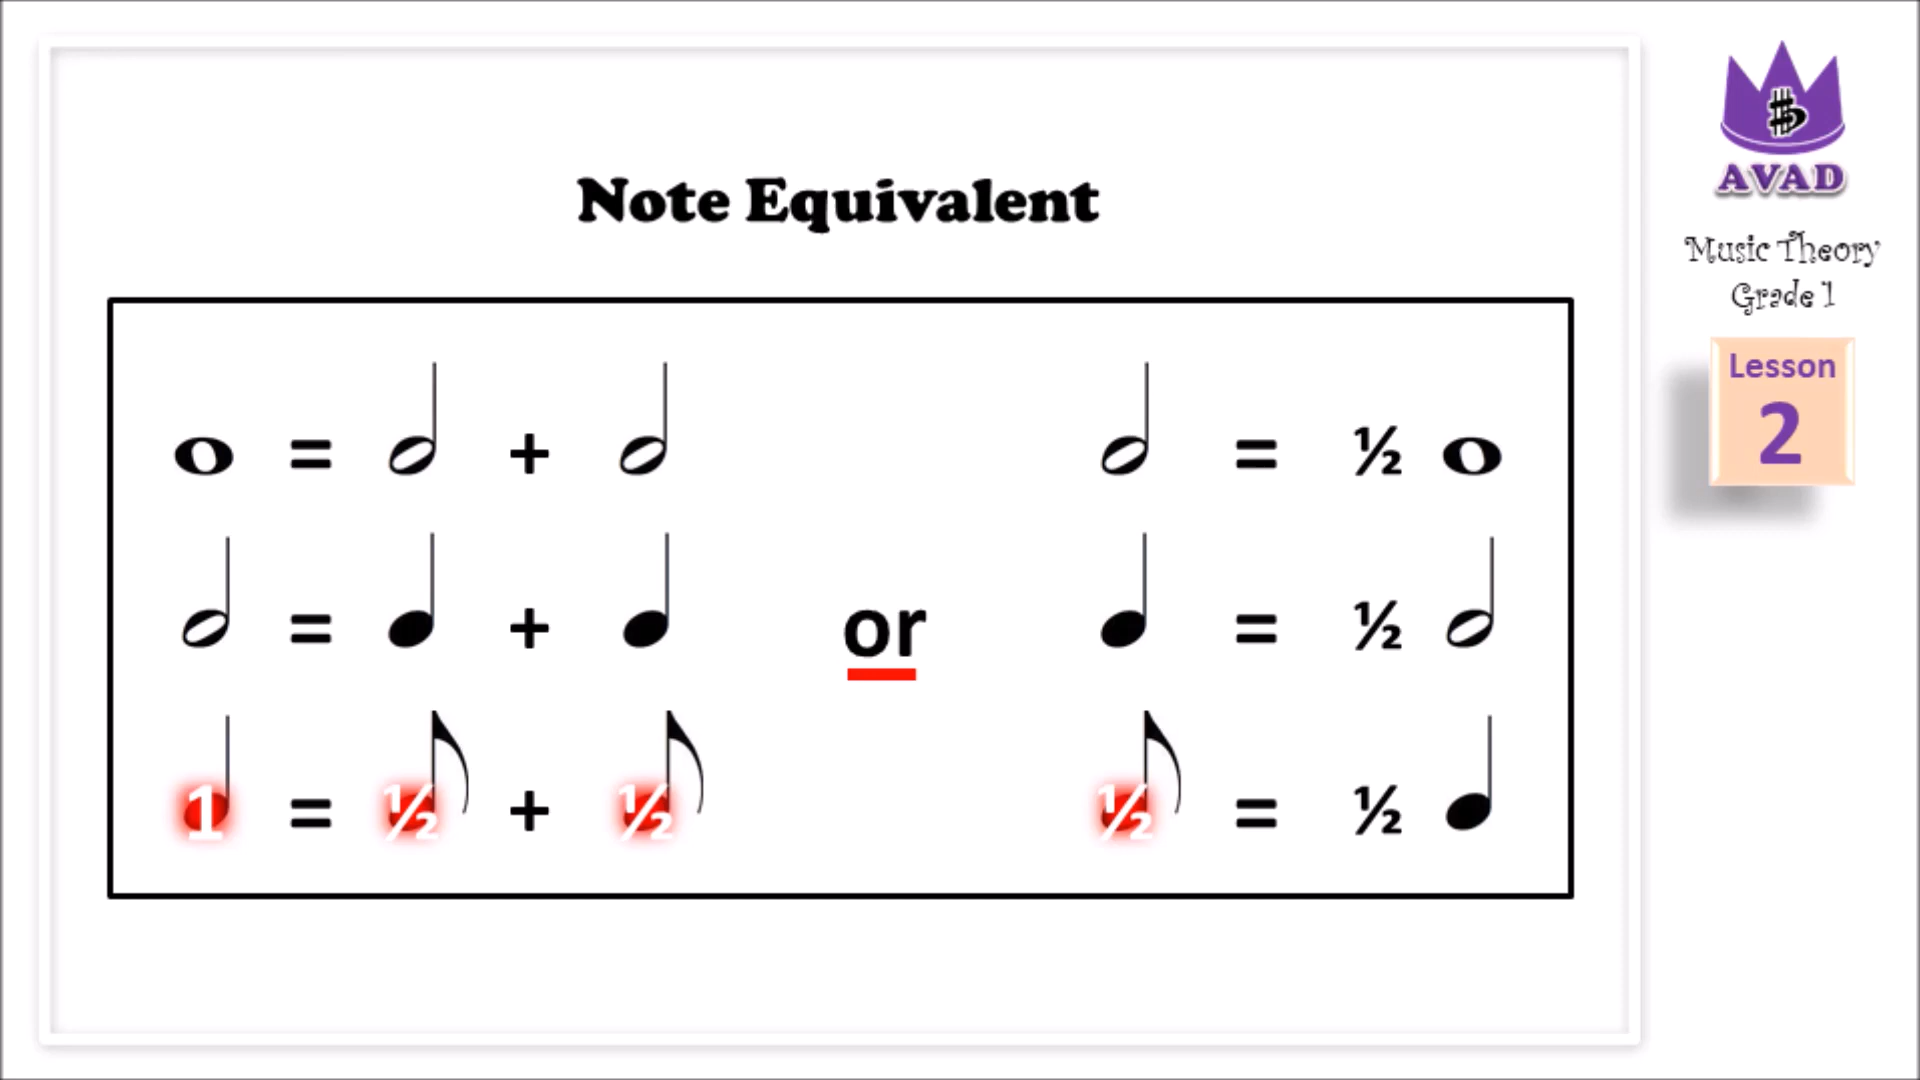 Note Equivalent
= + = ½
= + or = ½
1 = ½ + ½ ½ = ½
AVAD
Music Theory
Grade 1
Lesson
2